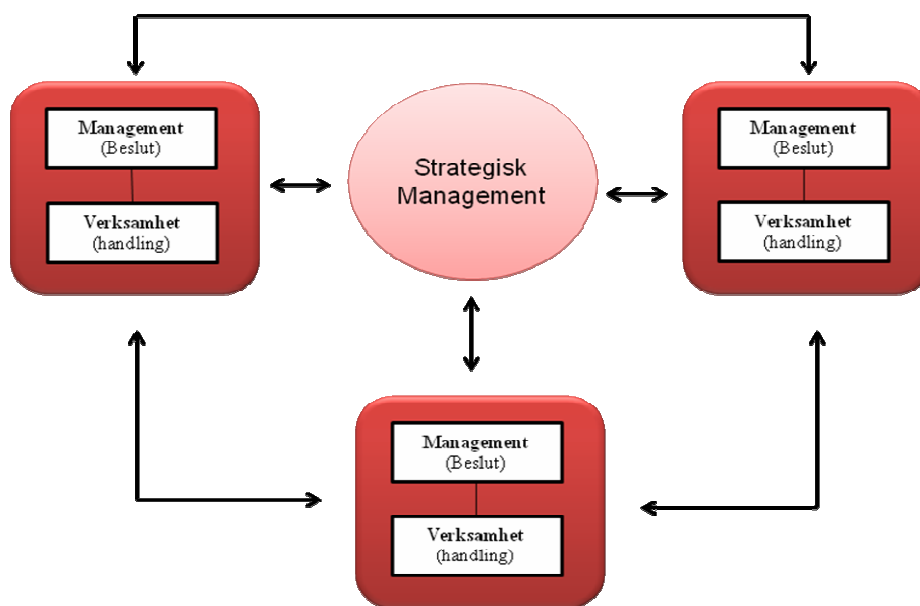 Management
(Beslut)
Verksamhet
(handling)
Strategisk
Management
Management
(Beslut)
Verksamhet
(handling)
Management
(Beslut)
Verksamhet
(handling)